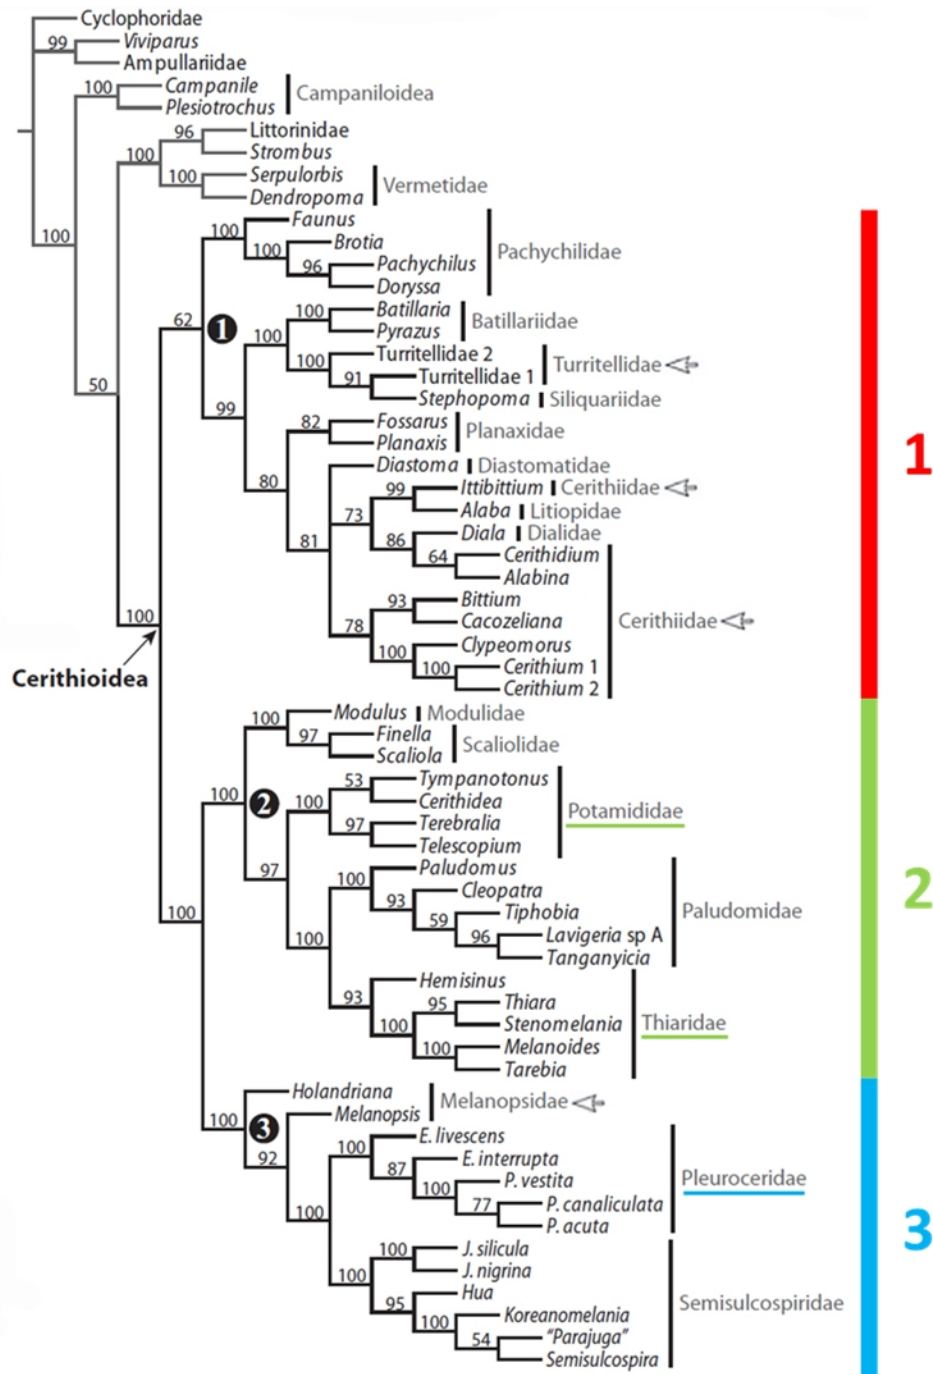 Cyclophoridae
99 Viviparus
Ampullariidae
100 Campanile
Plesiotrochus
Campaniloidea
96 Littorinidae
100 Strombus
100 Serpulorbis
Dendropoma
Vermetidae
100
Faunus
100
100 Brotia
96 Pachychilus
Doryssa
Pachychilidae
62
1
100 Batillaria
Pyrazus
Batillariidae
100
100 Turritellidae 2
91 Turritellidae 1
Turritellidae
Stephopoma Siliquariidae
50
99
82 Fossarus
Planaxis
Planaxidae
80
Diastoma Diastomatidae
99 Ittibittium Cerithiidae
Alaba Litiopidae
73
86 Diala Dialidae
81
64 Cerithidium
Alabina
93 Bittium
Cacozeliana
78
Cerithiidae
100 Clypeomorus
100 Cerithium 1
Cerithium 2
1
100
Cerithioidea
100 Modulus Modulidae
97 Finella
Scaliola
Scaliolidae
100
2
53 Tympanotonus
Cerithidea
100
97 Terebralia
Telescopium
Potamididae
97
100 Paludomus
93 Cleopatra
59 Tiphobia
96 Lavigeria sp A
Tanganyicia
Paludomidae
2
100
100
Hemisinus
93
95 Thiara
Stenomelania
100
100 Melanoides
Tarebia
Thiaridae
Holandriana
100
3
Melanopsis
Melanopsidae
92
100 E. livescens
87 E. interrupta
100 P. vestita
77 P. canaliculata
P. acuta
Pleuroceridae
100
100 J. silicula
J. nigrina
100
95 Hua
100 Koreanomelania
54 "Parajuga"
Semisulcospira
Semisulcospiridae
3